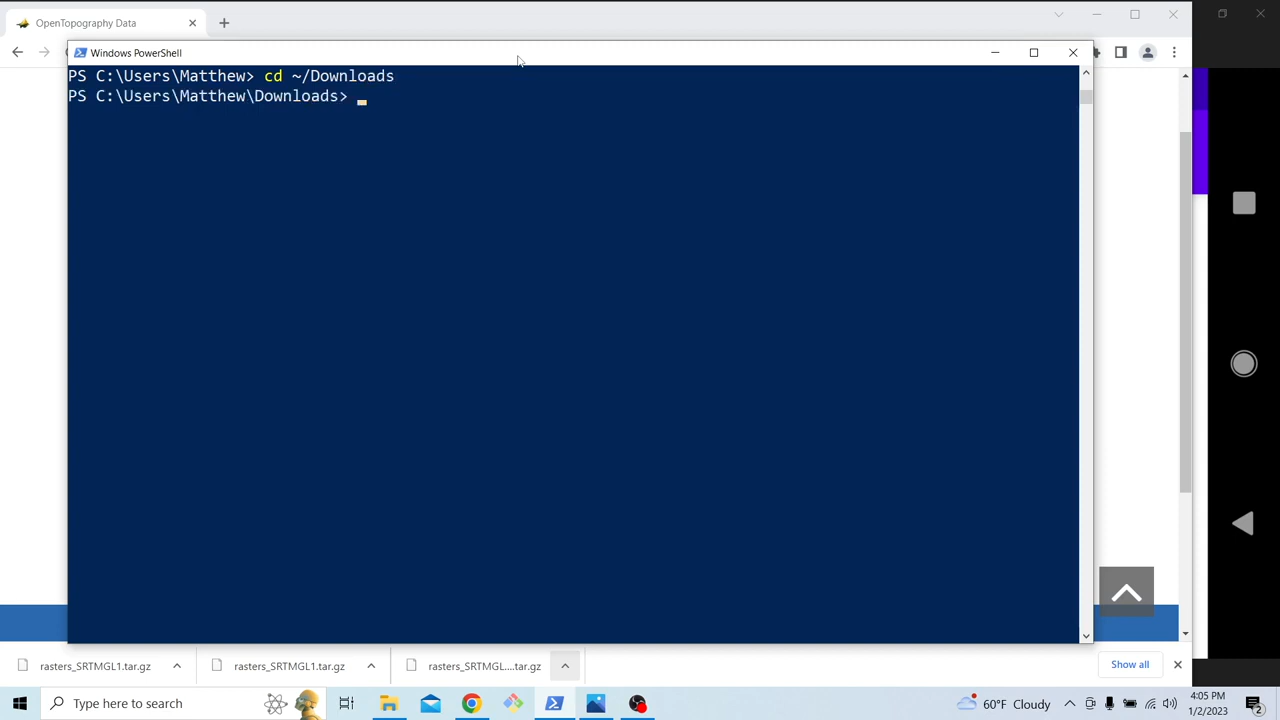 OpenTopography Data
Windows PowerShell
PS C:\Users\Matthew> cd ~/Downloads
PS C:\Users\Matthew\Downloads>
rasters_SRTMGL1.tar.gz
rasters_SRTMGL1.tar.gz
rasters_SRTMGL....tar.gz
Show all
Type here to search
60°F Cloudy
4:05 PM
1/2/2023
2